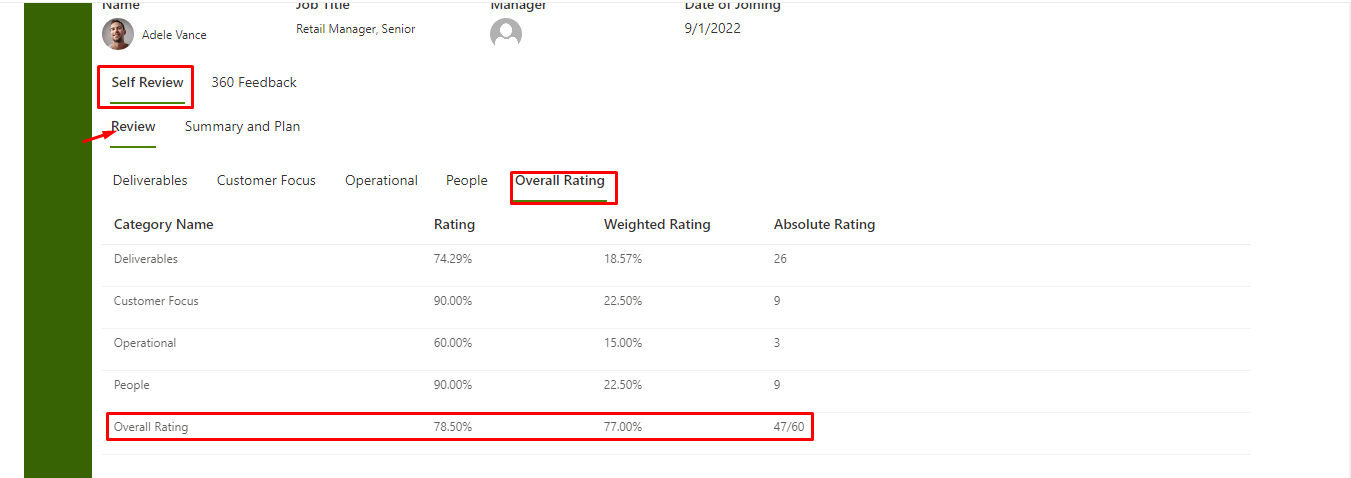 Name Job Title Manager Date of Joining
Adele Vance Retail Manager, Senior 9/1/2022
Self Review 360 Feedback
Review Summary and Plan
Deliverables Customer Focus Operational People Overall Rating
Category Name Rating Weighted Rating Absolute Rating
Deliverables 74.29% 18.57% 26
Customer Focus 90.00% 22.50% 9
Operational 60.00% 15.00% 3
People 90.00% 22.50% 9
Overall Rating 78.50% 77.00% 47/60